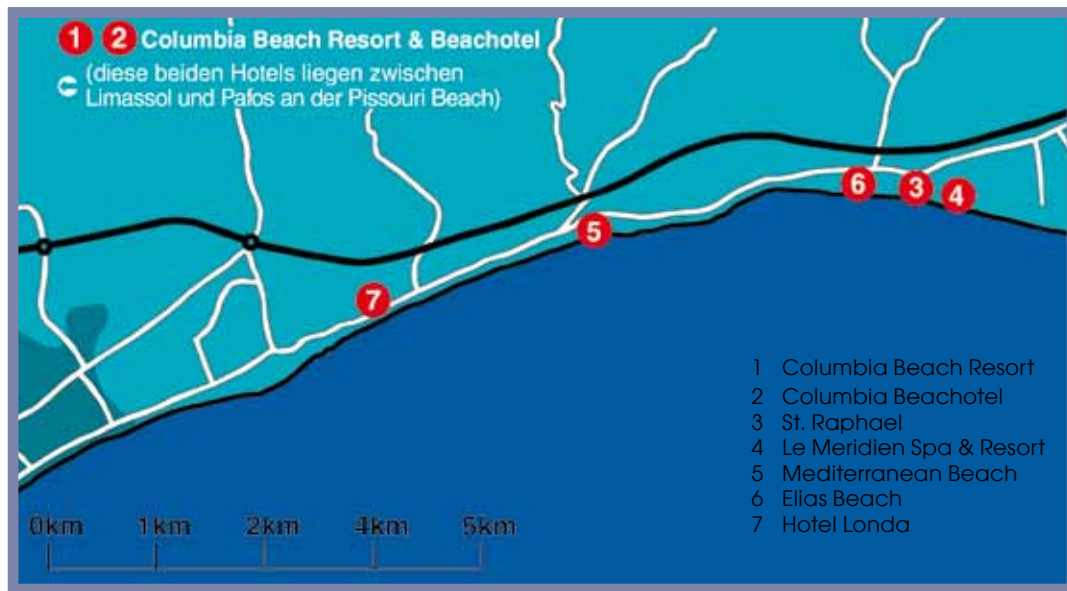 1 2 Columbia Beach Resort & Beachotel
(diese beiden Hotels liegen zwischen
Limassol und Pafos an der Pissouri Beach)
6 3 4
5
7
1 Columbia Beach Resort
2 Columbia Beachotel
3 St. Raphael
4 Le Meridien Spa & Resort
5 Mediterranean Beach
6 Elias Beach
7 Hotel Londa
0km 1km 2km 4km 5km